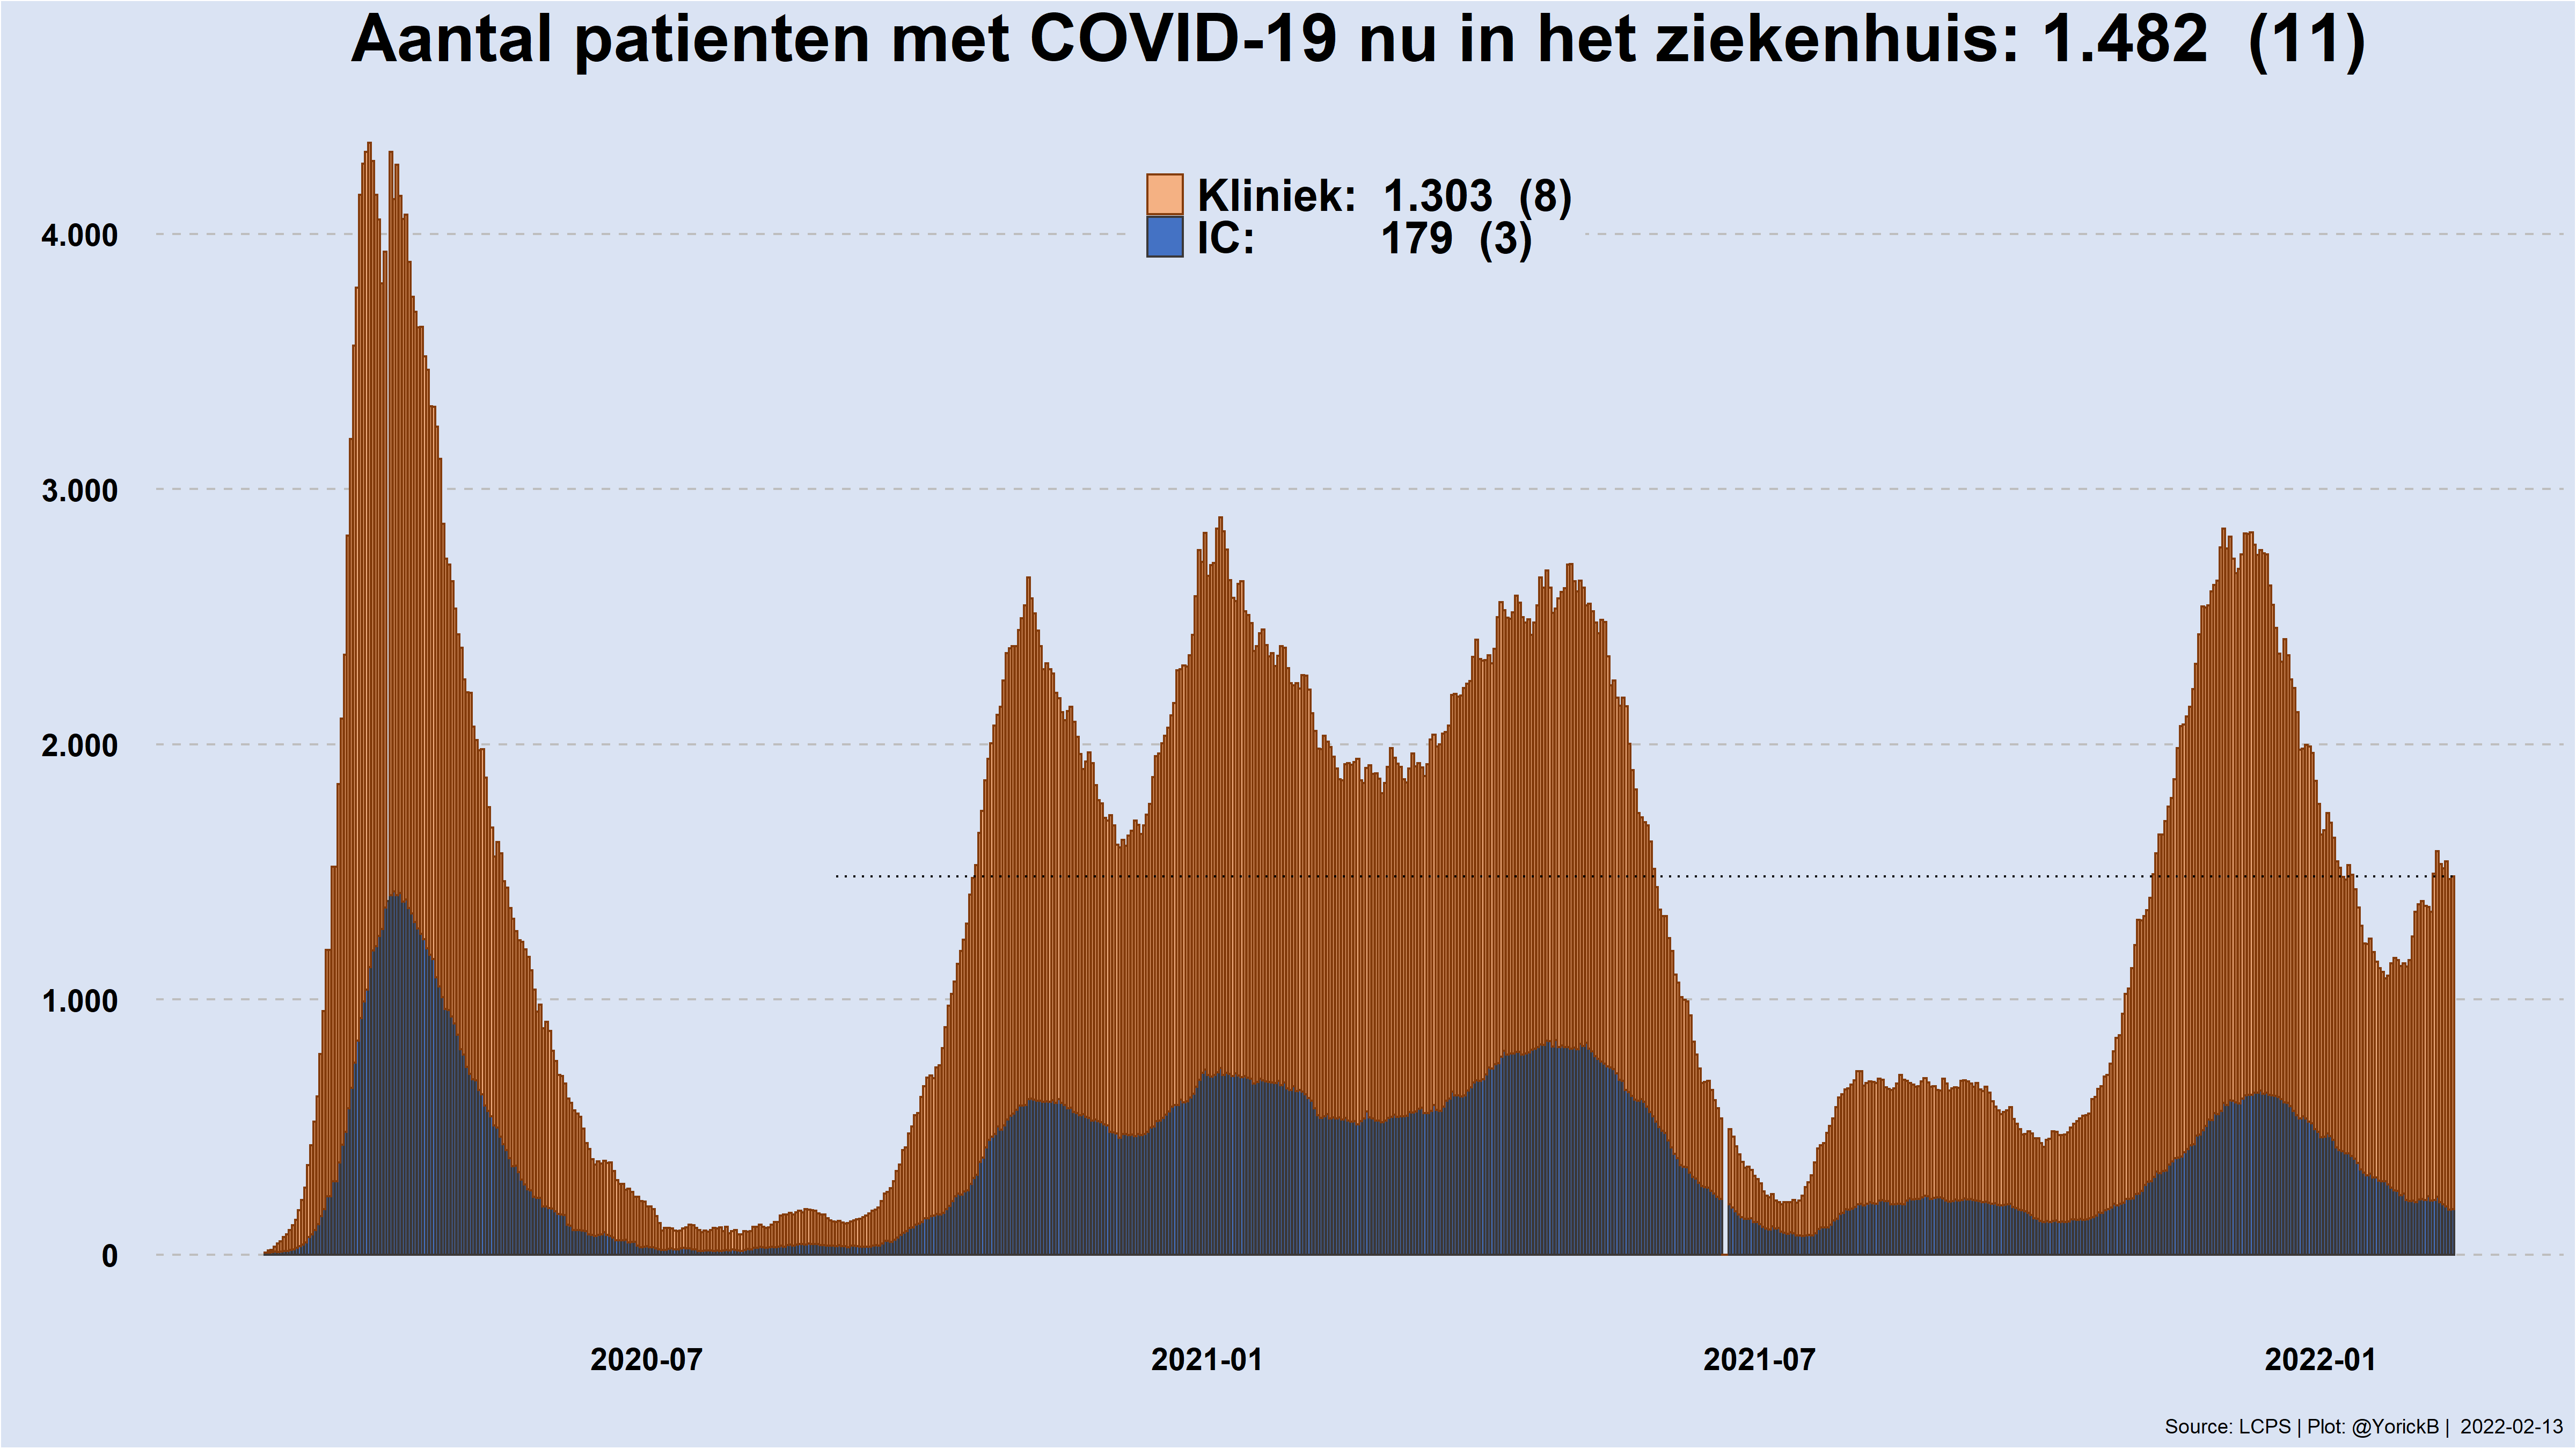 Aantal patienten met COVID-19 nu in het ziekenhuis: 1.482 (11)
Kliniek: 1.303 (8)
IC: 179 (3)
4.000
3.000
2.000
1.000
0
2020-07 2021-01 2021-07 2022-01
Source: LCPS | Plot: @YorickB | 2022-02-13